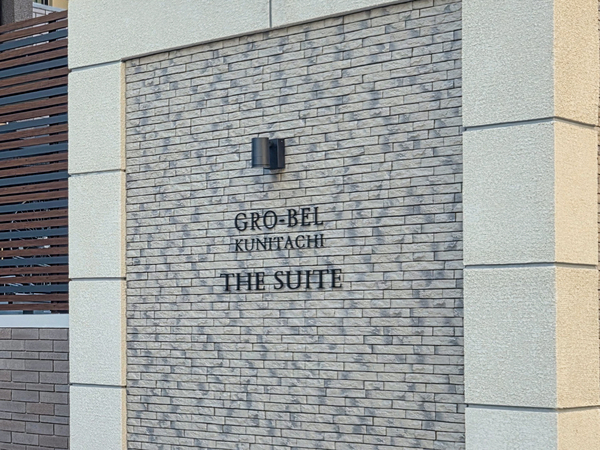 GRO-BEL
KUNITACHI
THE SUITE